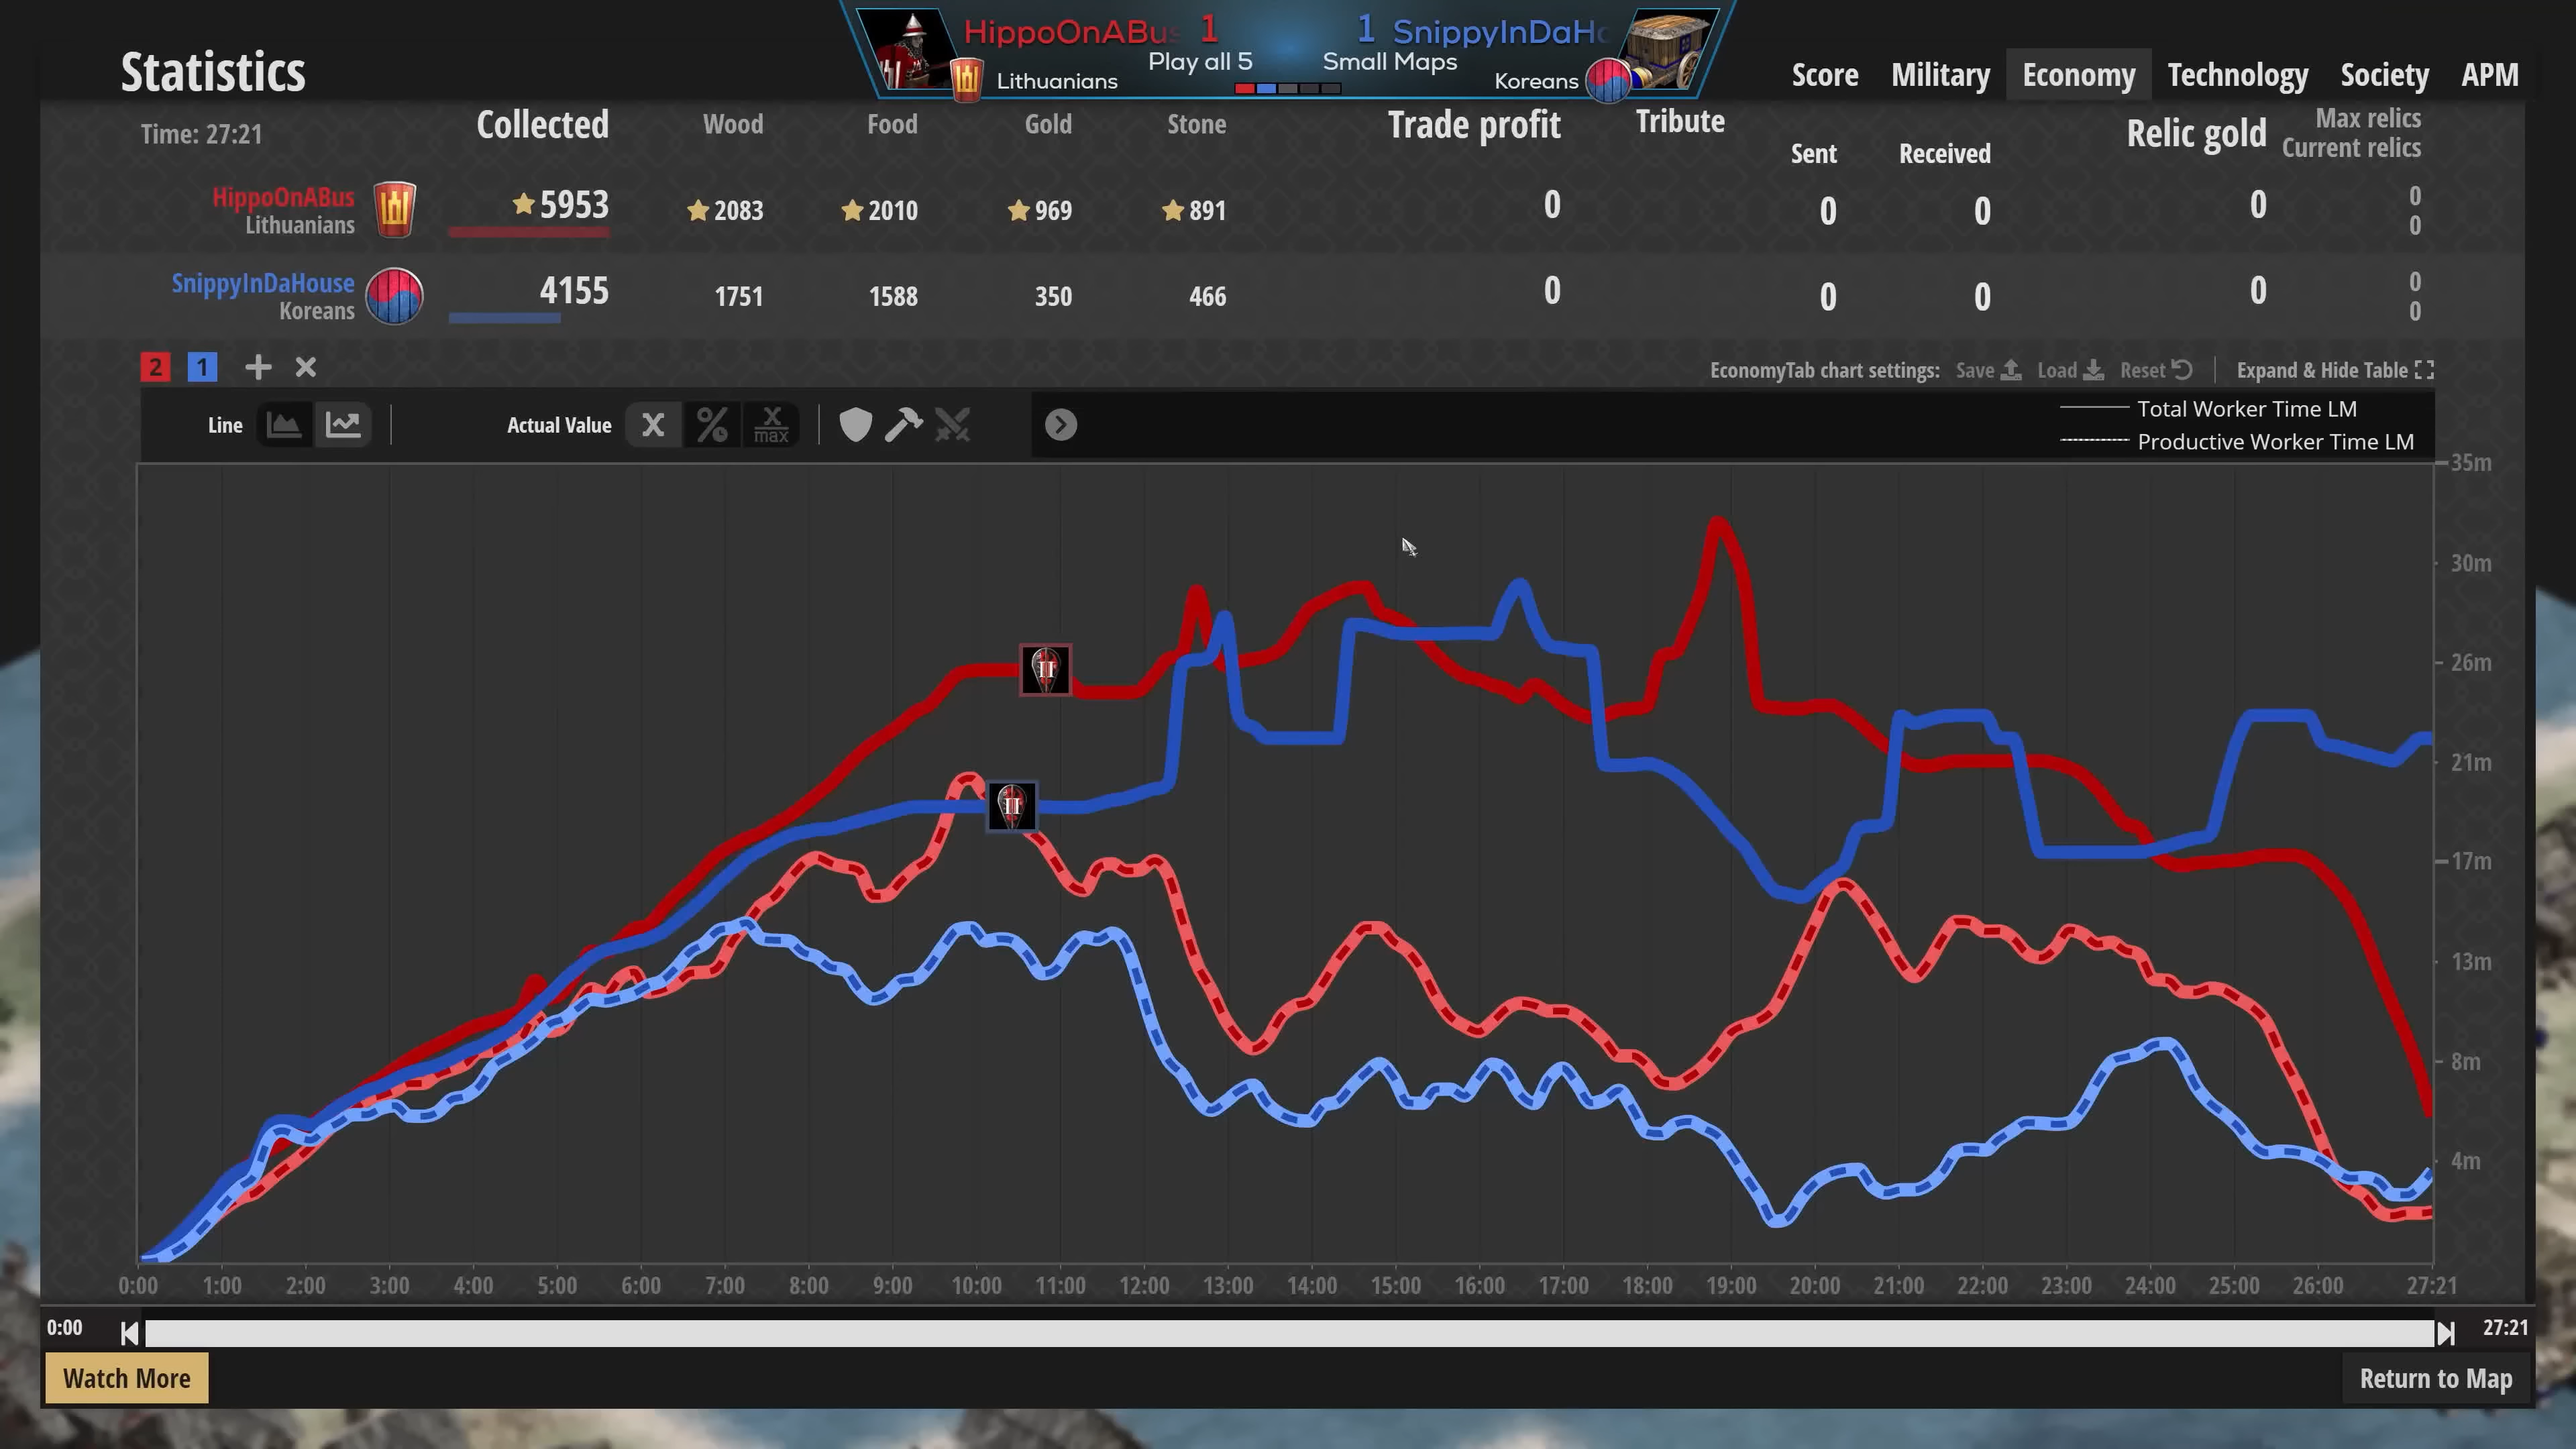 HippoOnABus 1
1 SnippyInDaHo
Play all 5
Small Maps
Lithuanians
Koreans
Statistics
Score
Military
Economy
Technology
Society
APM
Time: 27:21
Collected
Wood
Food
Gold
Stone
Trade profit
Tribute
Sent
Received
Relic gold
Max relics
Current relics
HippoOnABus
Lithuanians
5953
2083
2010
969
891
0
0
0
0
0
0
SnippyInDaHouse
Koreans
4155
1751
1588
350
466
0
0
0
0
0
0
2
1
EconomyTab chart settings:
Save
Load
Reset
Expand & Hide Table
Line
Actual Value
X
%
X
max
Total Worker Time LM
Productive Worker Time LM
35m
30m
26m
21m
17m
13m
8m
4m
II
II
0:00
1:00
2:00
3:00
4:00
5:00
6:00
7:00
8:00
9:00
10:00
11:00
12:00
13:00
14:00
15:00
16:00
17:00
18:00
19:00
20:00
21:00
22:00
23:00
24:00
25:00
26:00
27:21
0:00
27:21
Watch More
Return to Map